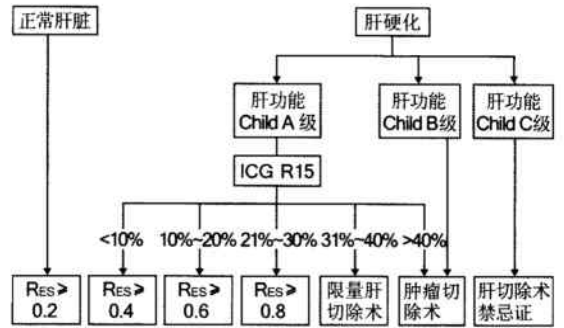 正常肝脏
肝硬化
肝功能
Child A 级
肝功能
Child B级
肝功能
Child C级
ICG R15
<10%
10%~20%
21%~30%
31%~40%
>40%
RES≥
0.2
RES≥
0.4
RES≥
0.6
RES≥
0.8
限量肝
切除术
肿瘤切
除术
肝切除术
禁忌证